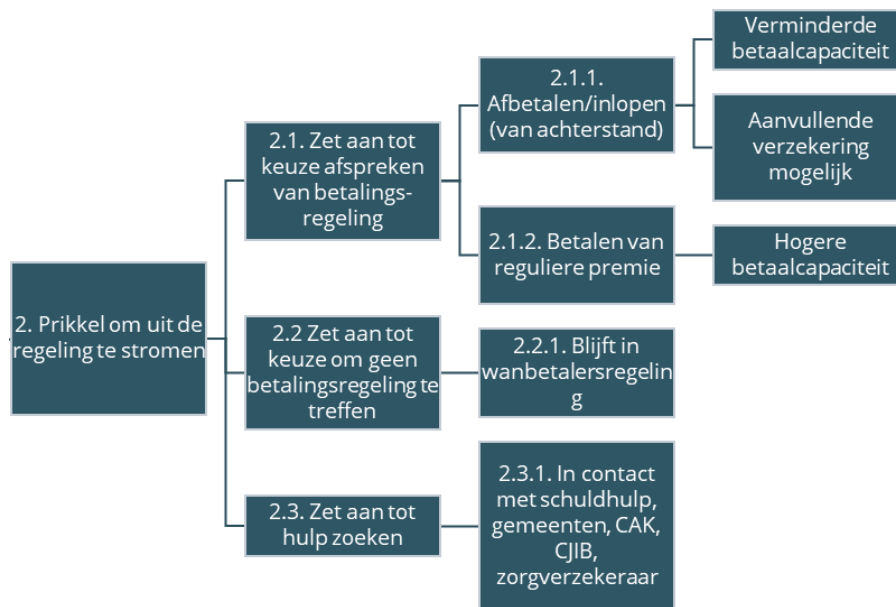 2. Prikkel om uit de
regeling te stromen
2.1. Zet aan tot
keuze afspreken
van betalings-
regeling
2.1.1.
Afbetalen/inlopen
(van achterstand)
Verminderde
betaalcapaciteit
Aanvullende
verzekering
mogelijk
2.1.2. Betalen van
reguliere premie
Hogere
betaalcapaciteit
2.2 Zet aan tot
keuze om geen
betalingsregeling te
treffen
2.2.1. Blijft in
wanbetalersregelin
g
2.3. Zet aan tot
hulp zoeken
2.3.1. In contact
met schuldhulp,
gemeenten, CAK,
CJIB,
zorgverzekeraar